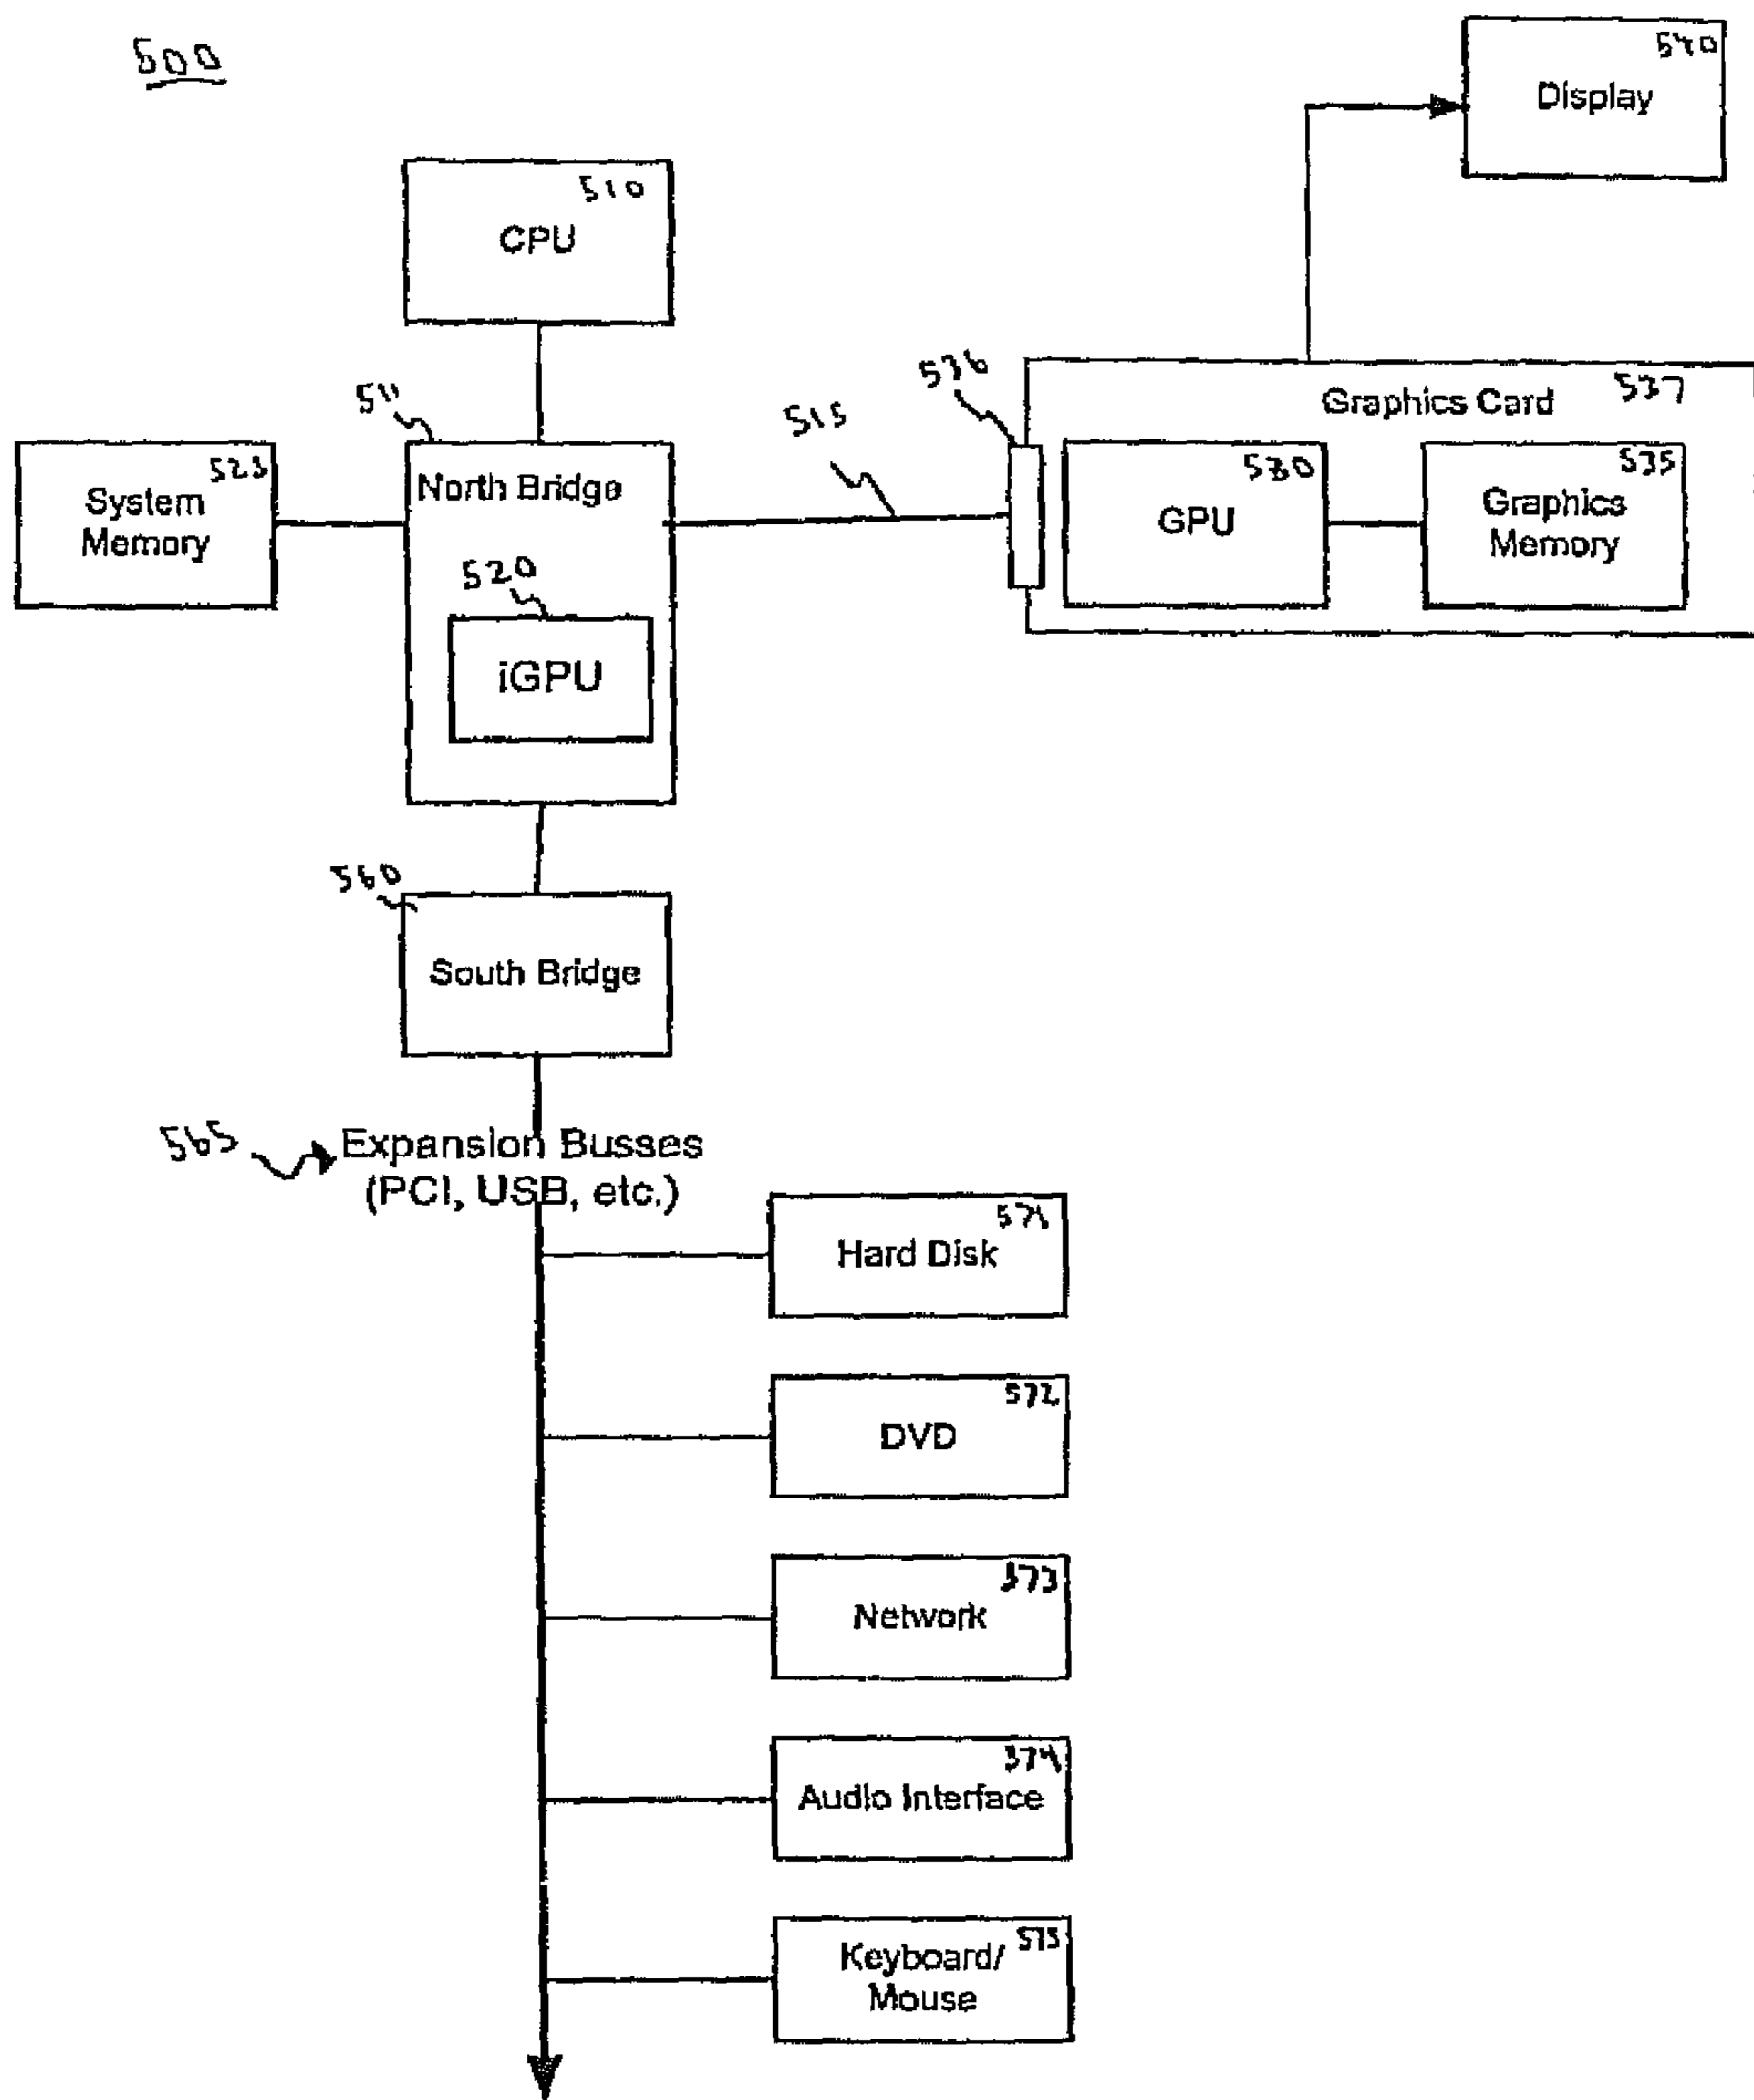 500
540
Display
510
CPU
511
536
Graphics Card
537
515
523
System
Memory
North Bridge
530
GPU
535
Graphics
Memory
520
iGPU
560
South Bridge
565
Expansion Busses
(PCI, USB, etc.)
571
Hard Disk
572
DVD
573
Network
574
Audio Interface
575
Keyboard/
Mouse